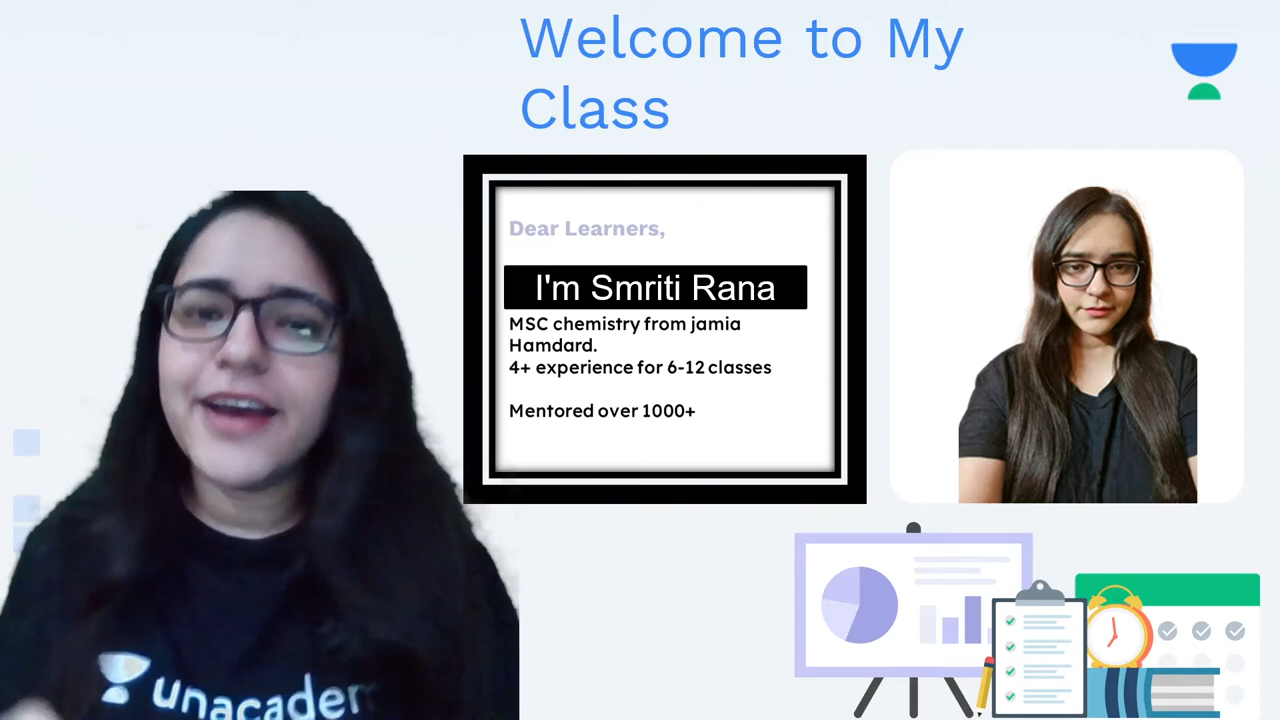 Welcome to My
Class
Dear Learners,
I'm Smriti Rana
MSC chemistry from jamia
Hamdard.
4+ experience for 6-12 classes
Mentored over 1000+
unacadem